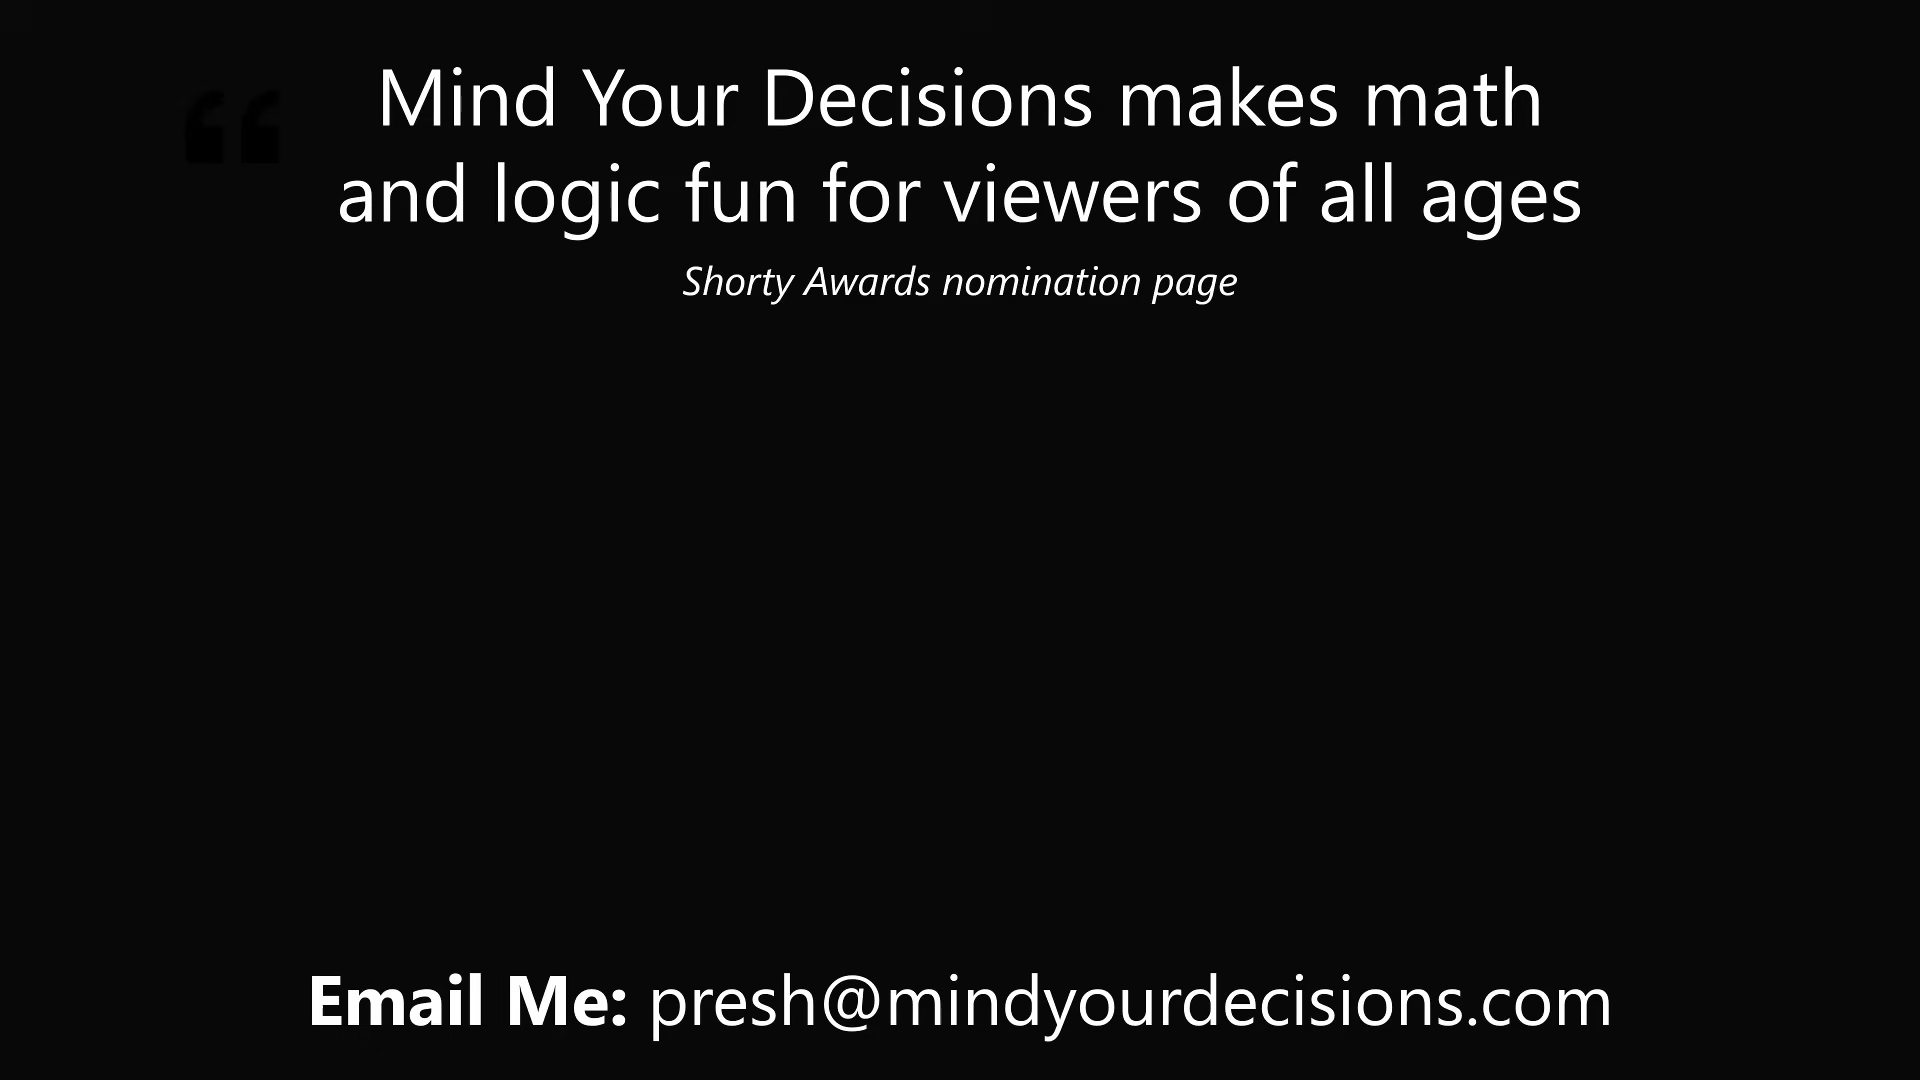 “
Mind Your Decisions makes math
and logic fun for viewers of all ages
Shorty Awards nomination page
Email Me: presh@mindyourdecisions.com